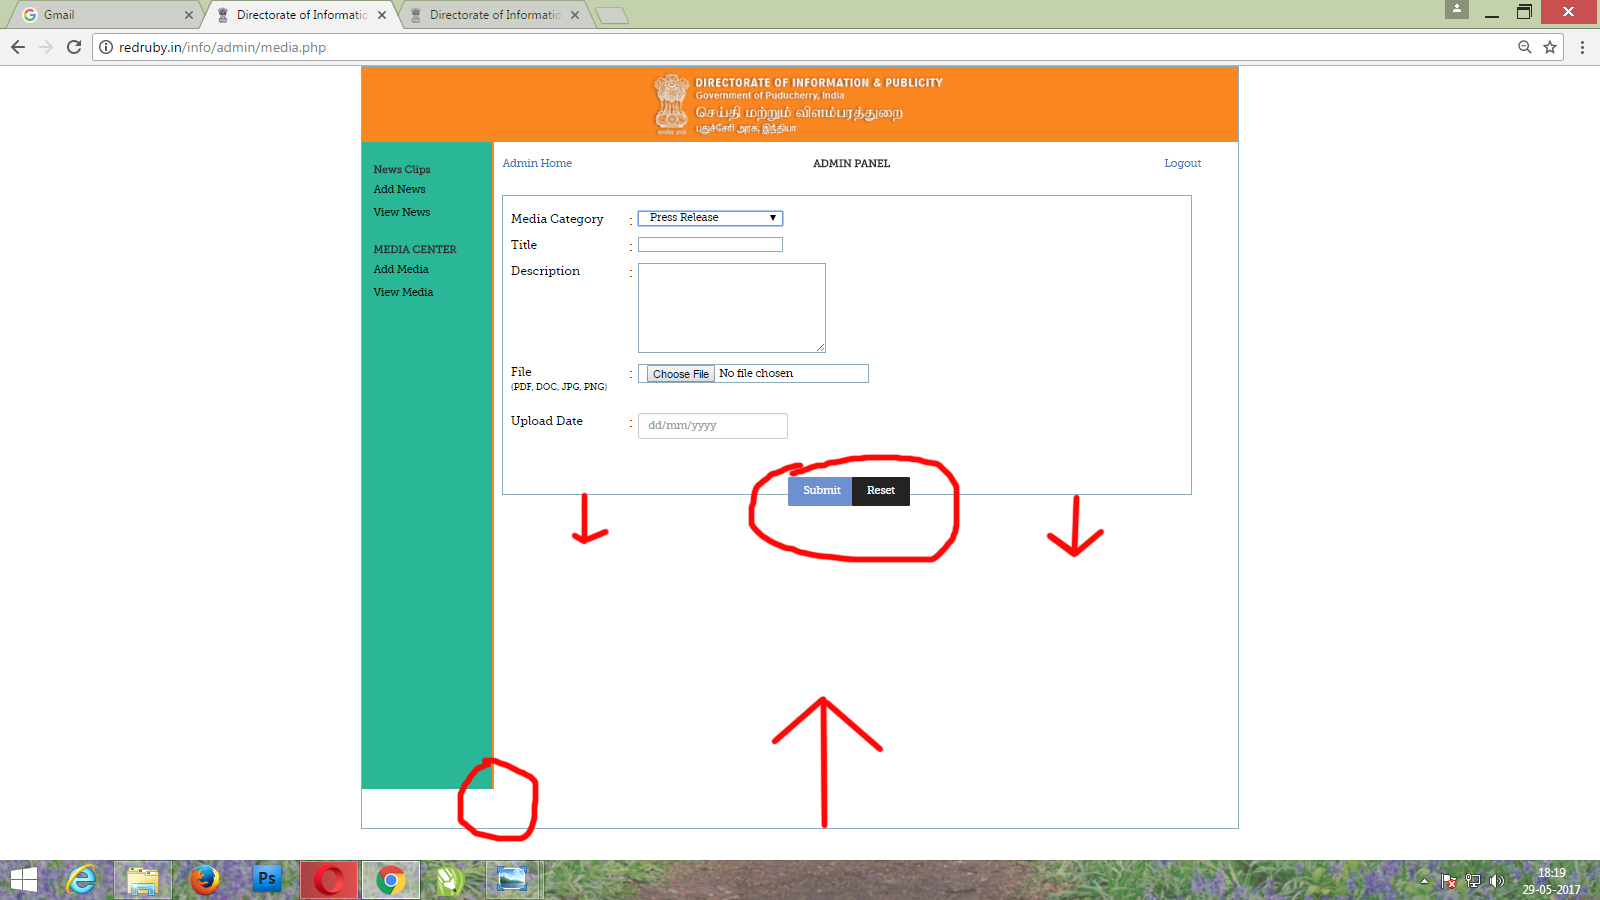 Gmail
Directorate of Informatio
Directorate of Informatio
redruby.in/info/admin/media.php
DIRECTORATE OF INFORMATION & PUBLICITY
Government of Puducherry, India
செய்தி மற்றும் விளம்பரத்துறை
புதுச்சேரி அரசு, இந்தியா
Admin Home
ADMIN PANEL
Logout
News Clips
Add News
View News
MEDIA CENTER
Add Media
View Media
Media Category : Press Release
Title :
Description :
File : Choose File No file chosen
(PDF, DOC, JPG, PNG)
Upload Date : dd/mm/yyyy
Submit Reset
Ps
18:19
29-05-2017